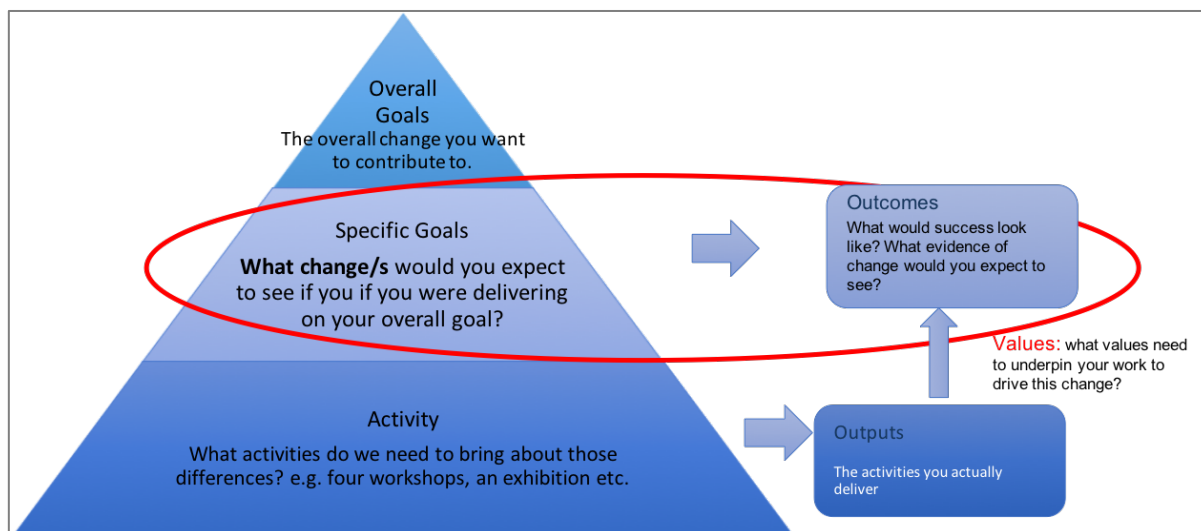 Overall
Goals
The overall change you want
to contribute to.
Specific Goals
What change/s would you expect
to see if you if you were delivering
on your overall goal?
Outcomes
What would success look
like? What evidence of
change would you expect to
see?
Values: what values need
to underpin your work to
drive this change?
Activity
What activities do we need to bring about those
differences? e.g. four workshops, an exhibition etc.
Outputs
The activities you actually
deliver